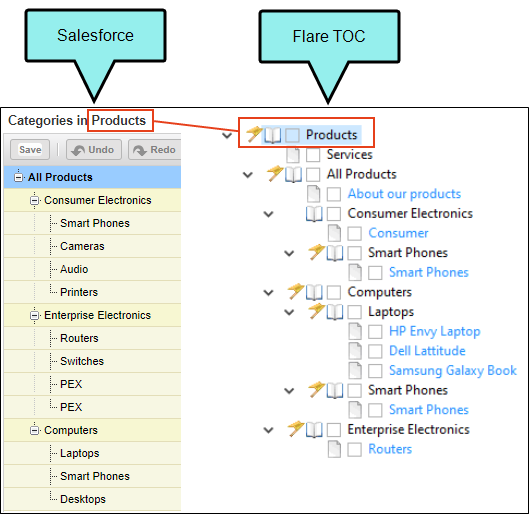 Salesforce
Flare TOC
Categories in Products
Save
Undo
Redo
All Products
Consumer Electronics
Smart Phones
Cameras
Audio
Printers
Enterprise Electronics
Routers
Switches
PEX
PEX
Computers
Laptops
Smart Phones
Desktops
Products
Services
All Products
About our products
Consumer Electronics
Consumer
Smart Phones
Smart Phones
Computers
Laptops
HP Envy Laptop
Dell Lattitude
Samsung Galaxy Book
Smart Phones
Smart Phones
Enterprise Electronics
Routers